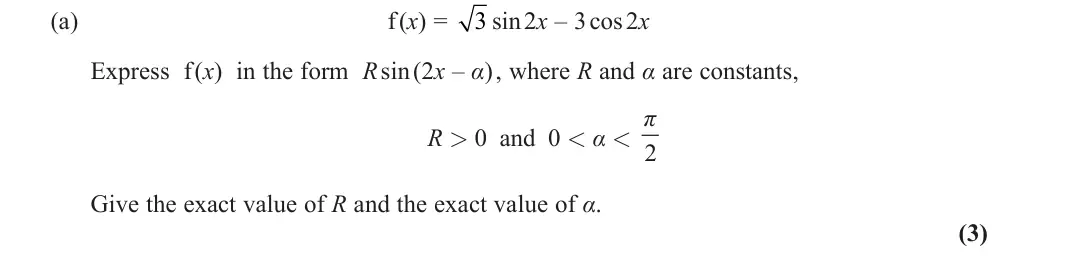 (a) f(x) = √3 sin 2x – 3 cos 2x
Express f(x) in the form R sin(2x – α), where R and α are constants,
R > 0 and 0 < α < π/2
Give the exact value of R and the exact value of α.
(3)